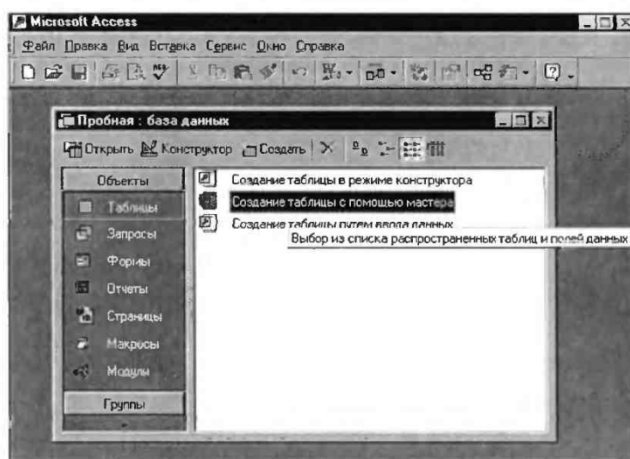 Microsoft Access
Файл Правка Вид Вставка Сервис Окно Справка
Пробная : база данных
Открыть Конструктор Создать
Объекты
Таблицы
Запросы
Формы
Отчеты
Страницы
Макросы
Модули
Группы
Создание таблицы в режиме конструктора
Создание таблицы с помощью мастера
Создание таблицы путем ввода данных
Выбор из списка распространенных таблиц и полей данных